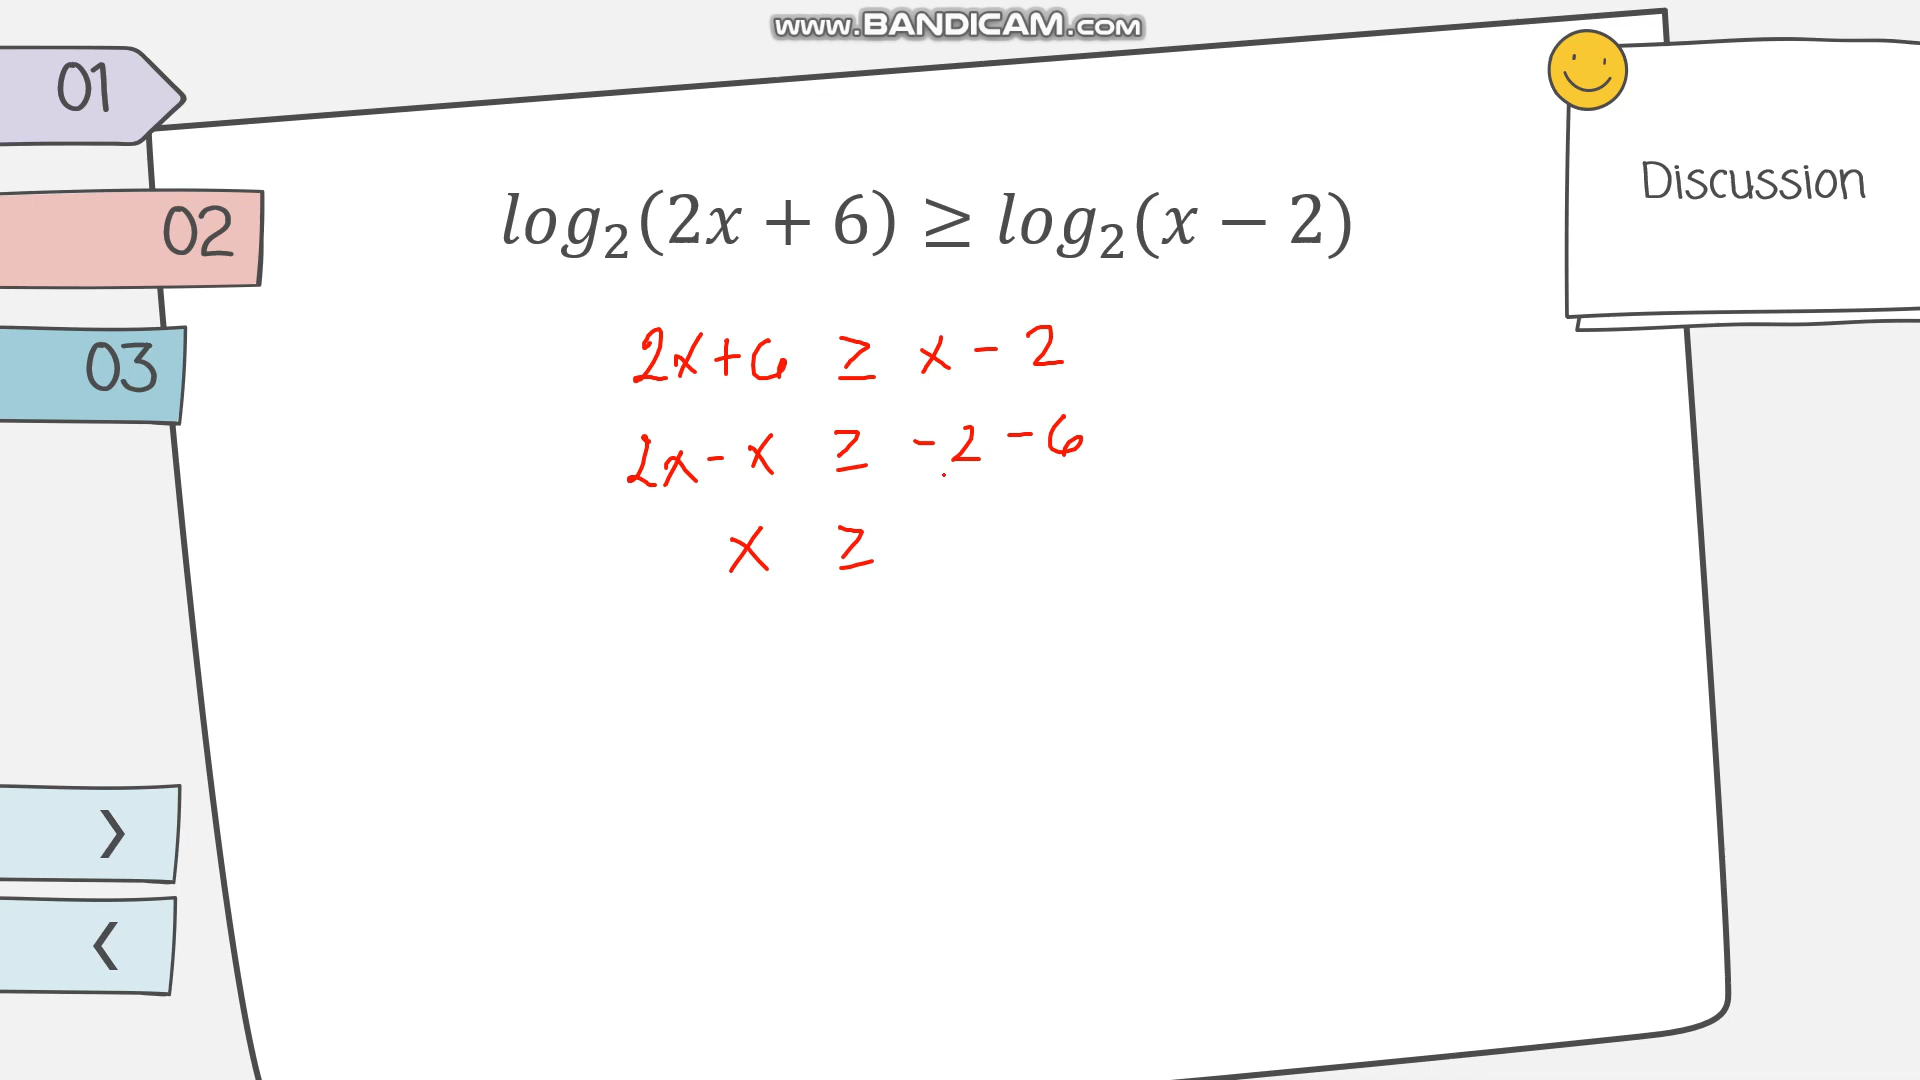 www.BANDICAM.com
01
02
03
Discussion
log₂(2x + 6) ≥ log₂(x − 2)
2x+6 ≥ x - 2
2x - x ≥ -2 - 6
x ≥